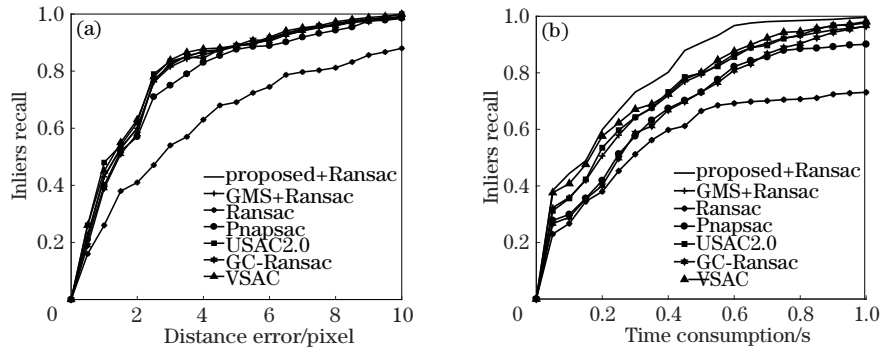 (a)
Inliers recall
1.0
0.8
0.6
0.4
0.2
0
2
4
6
8
10
Distance error/pixel
proposed+Ransac
GMS+Ransac
Ransac
Pnapsac
USAC2.0
GC-Ransac
VSAC
(b)
Inliers recall
1.0
0.8
0.6
0.4
0.2
0
0.2
0.4
0.6
0.8
1.0
Time consumption/s
proposed+Ransac
GMS+Ransac
Ransac
Pnapsac
USAC2.0
GC-Ransac
VSAC